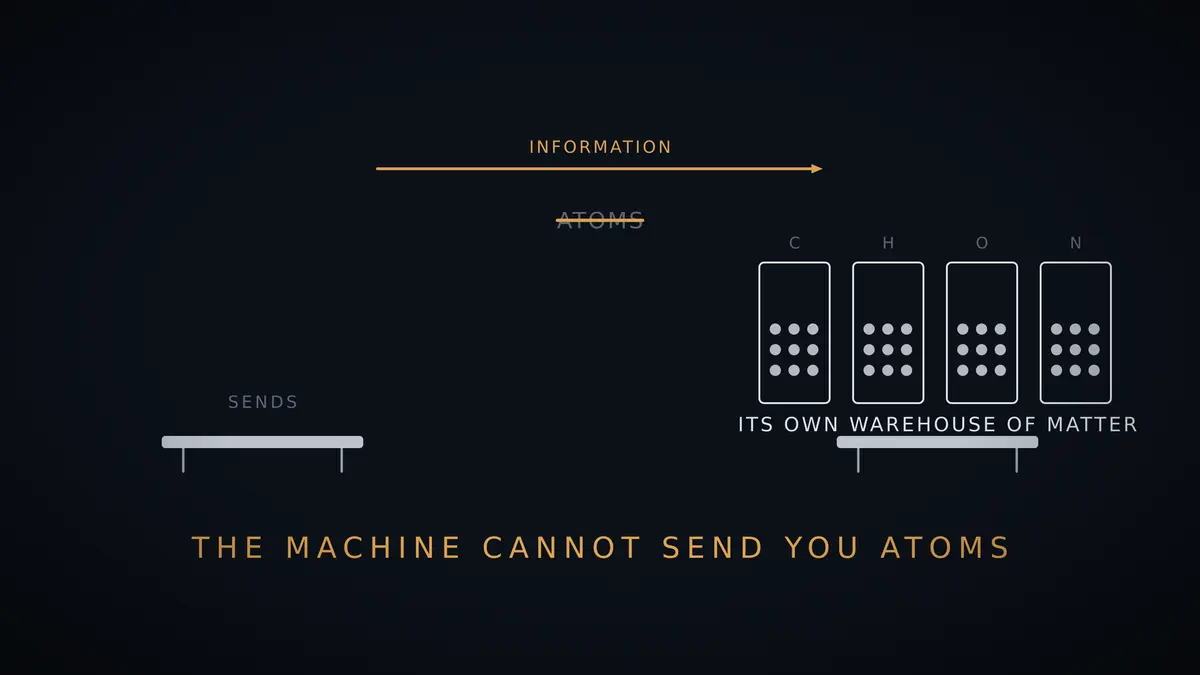 INFORMATION
ATOMS
C H O N
SENDS
ITS OWN WAREHOUSE OF MATTER
THE MACHINE CANNOT SEND YOU ATOMS